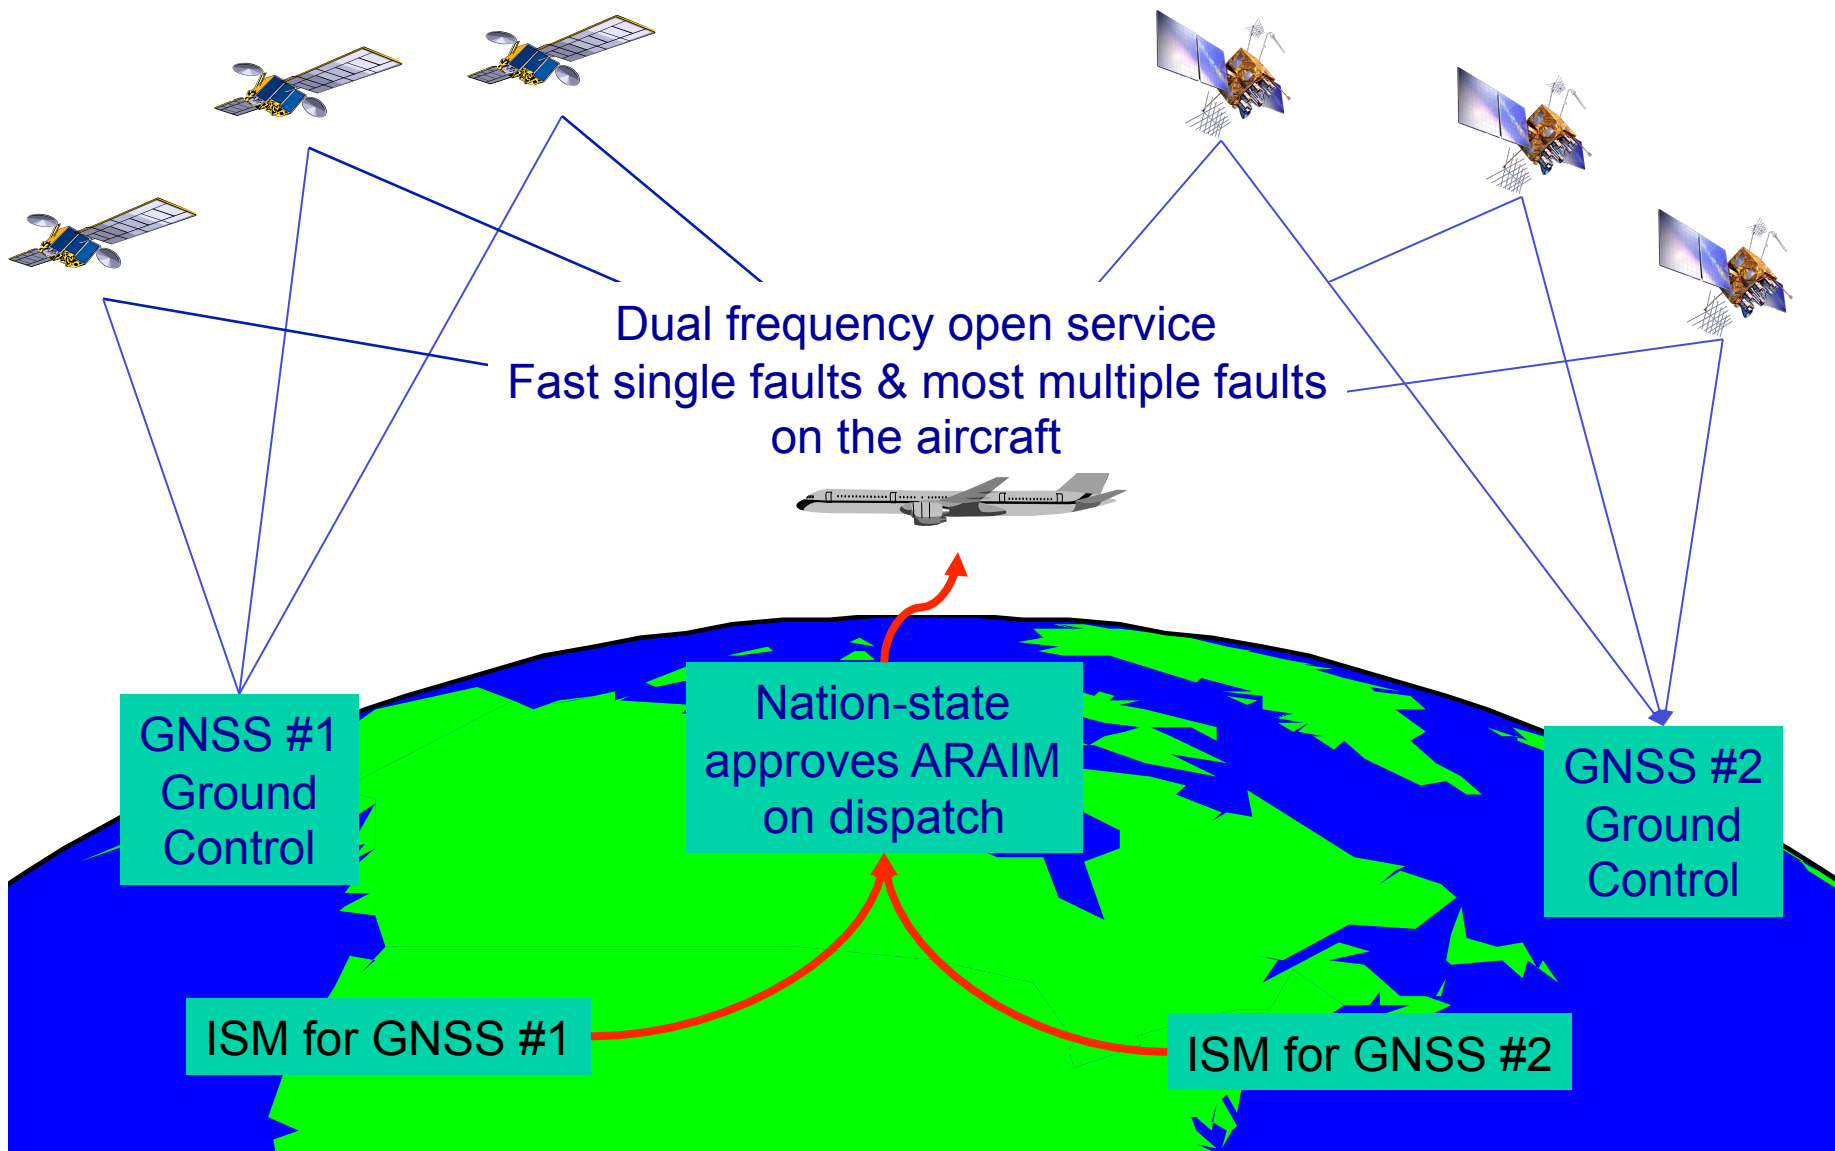 Dual frequency open service
Fast single faults & most multiple faults
on the aircraft
GNSS #1
Ground
Control
Nation-state
approves ARAIM
on dispatch
GNSS #2
Ground
Control
ISM for GNSS #1
ISM for GNSS #2